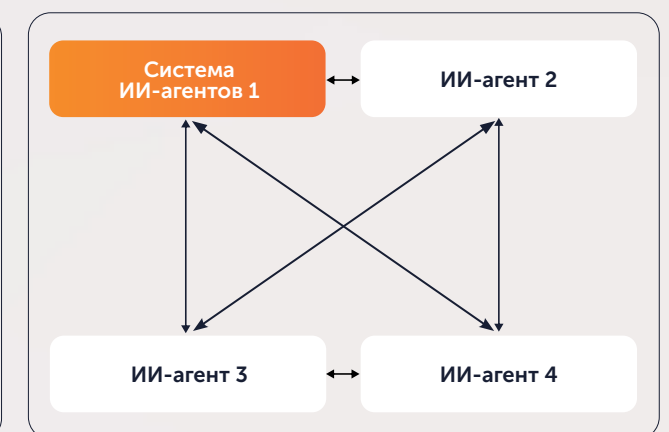 Система
ИИ-агентов 1
ИИ-агент 2
ИИ-агент 3
ИИ-агент 4